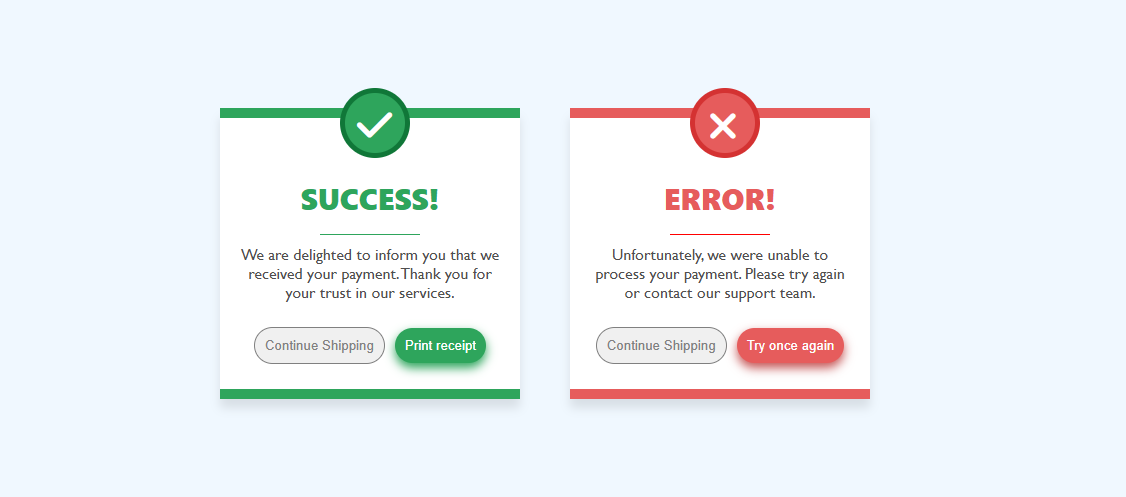 SUCCESS!
We are delighted to inform you that we
received your payment. Thank you for
your trust in our services.
Continue Shipping
Print receipt
ERROR!
Unfortunately, we were unable to
process your payment. Please try again
or contact our support team.
Continue Shipping
Try once again